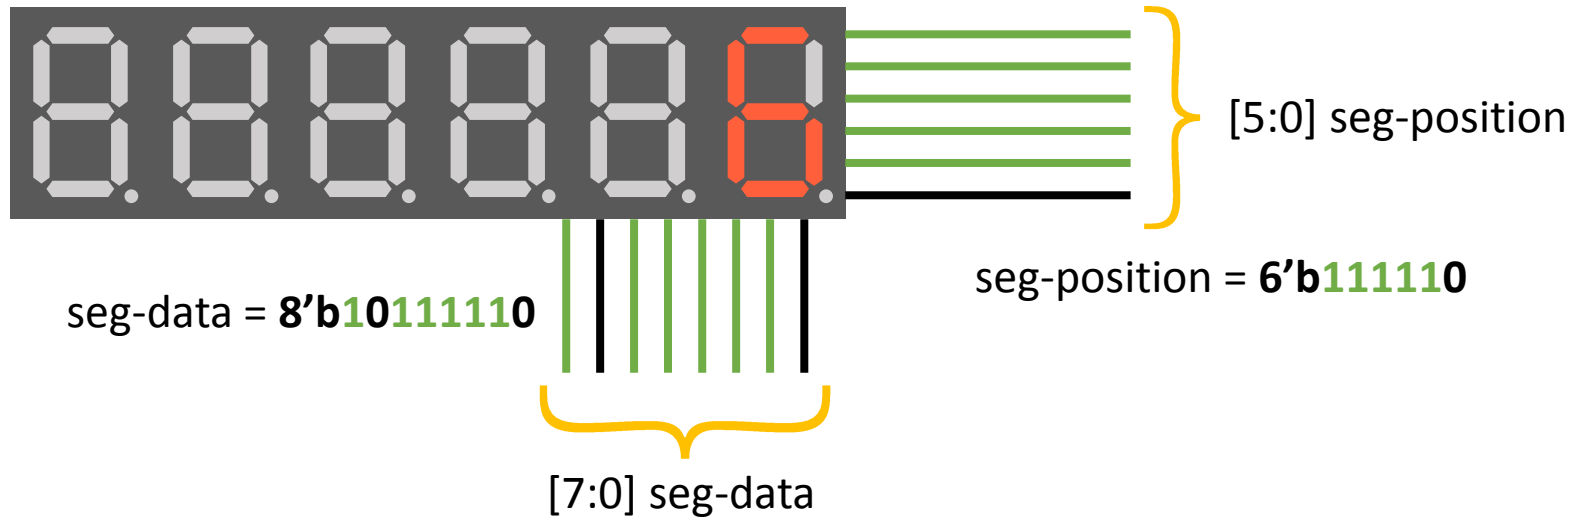 [5:0] seg-position
seg-position = 6’b111110
seg-data = 8’b10111110
[7:0] seg-data